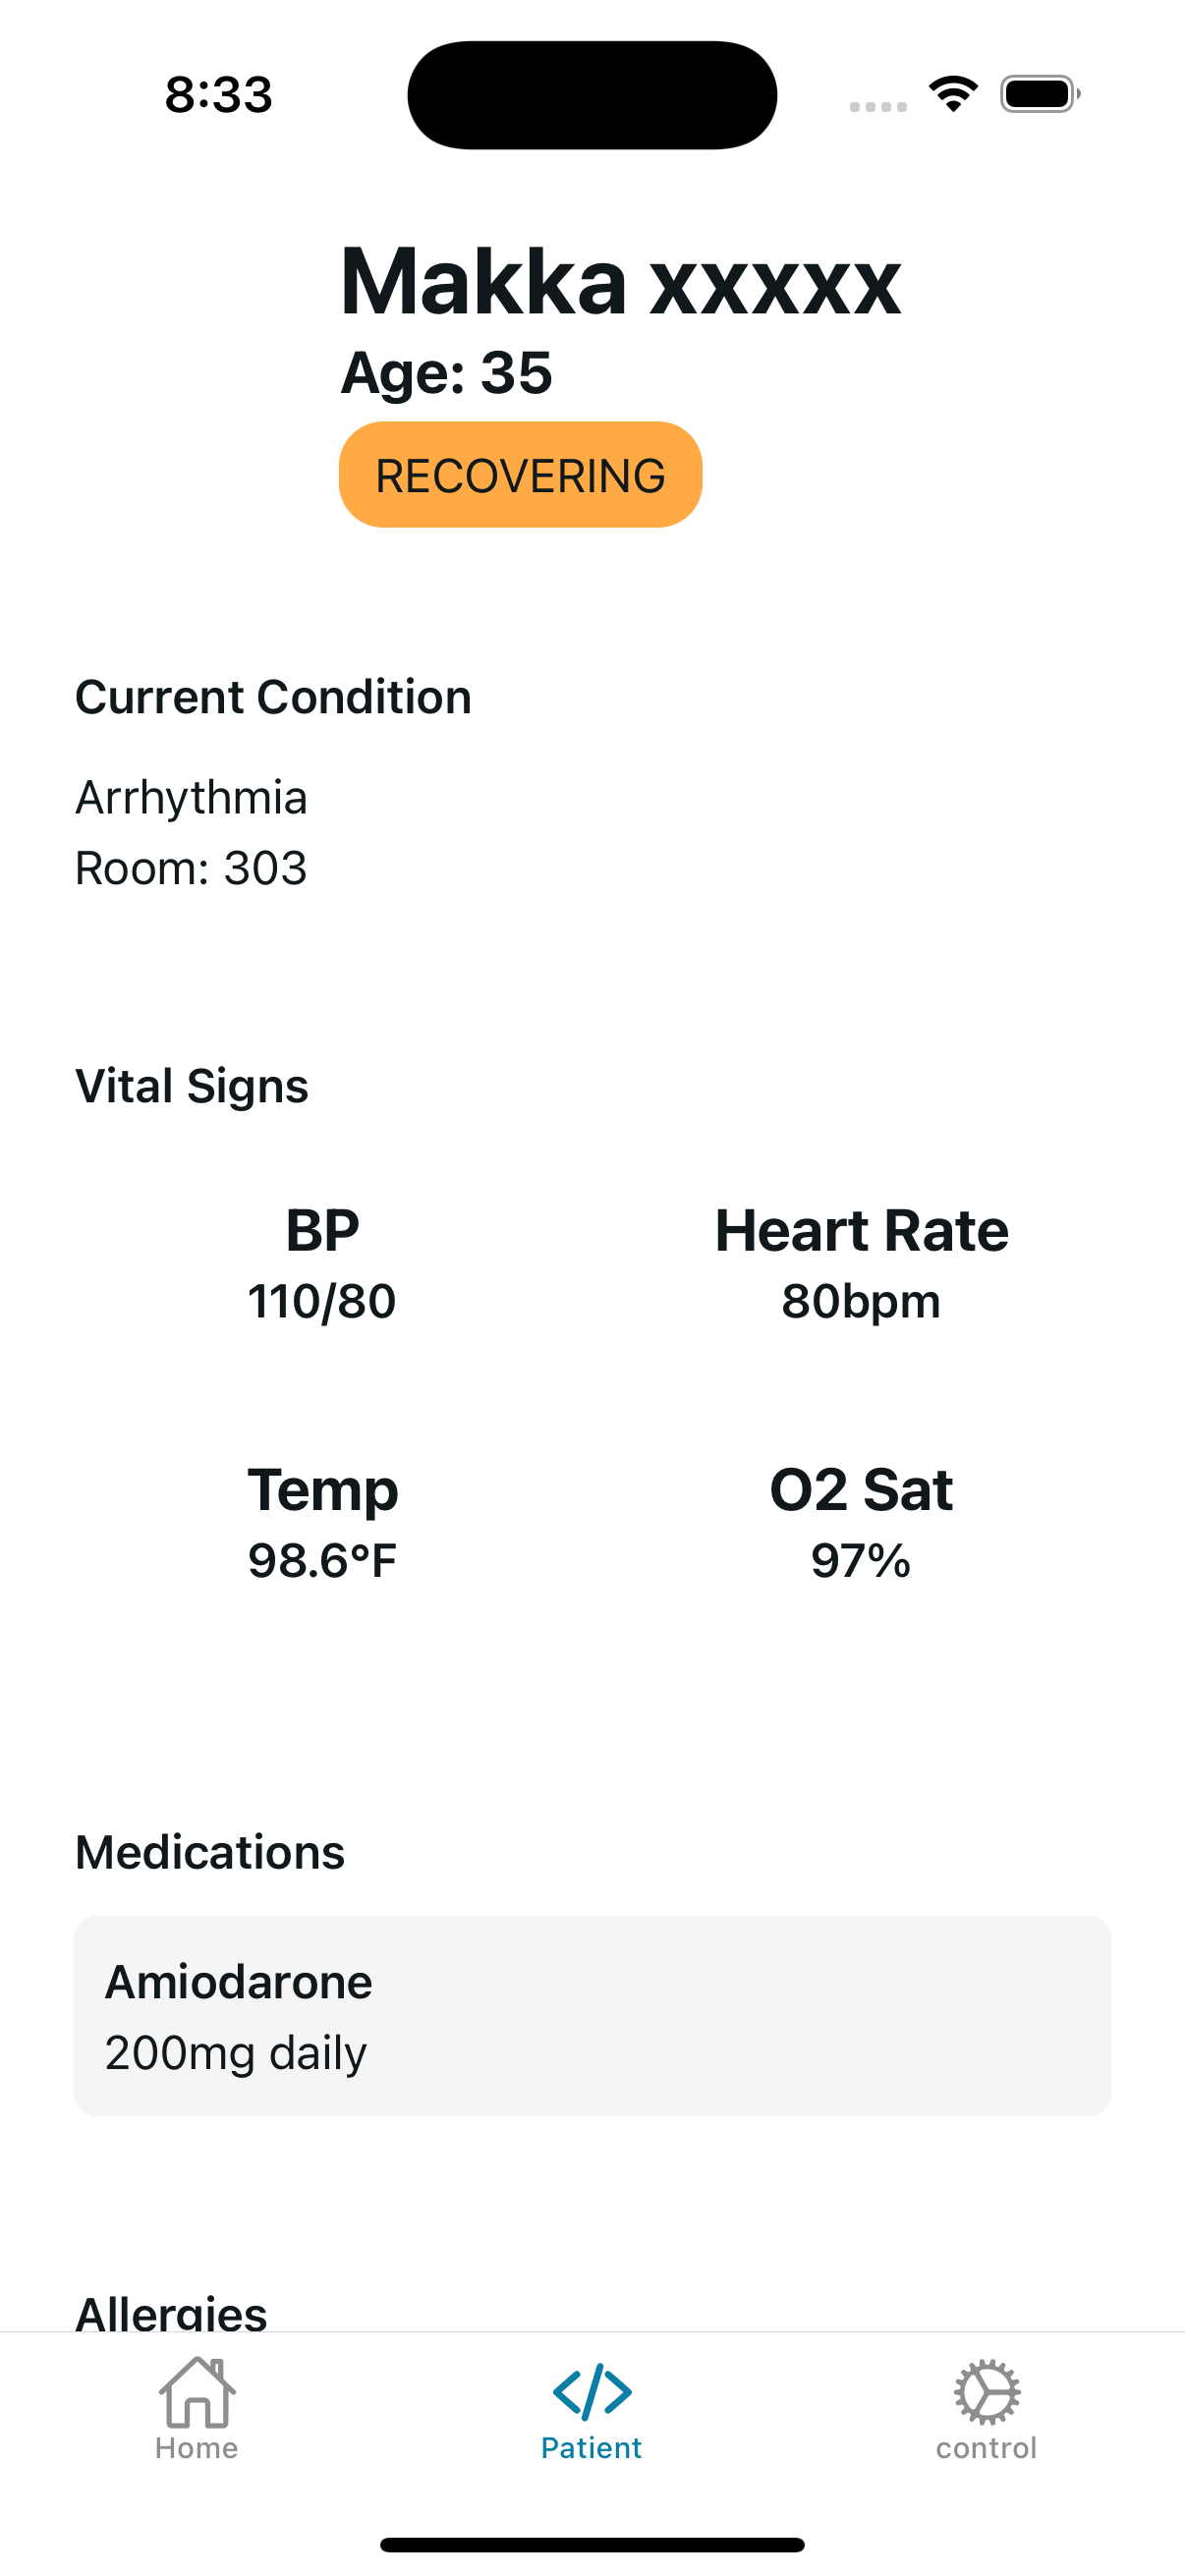 8:33
Makka xxxxx
Age: 35
RECOVERING
Current Condition
Arrhythmia
Room: 303
Vital Signs
BP
Heart Rate
110/80
80bpm
Temp
O2 Sat
98.6°F
97%
Medications
Amiodarone
200mg daily
Allergies
Home
Patient
control